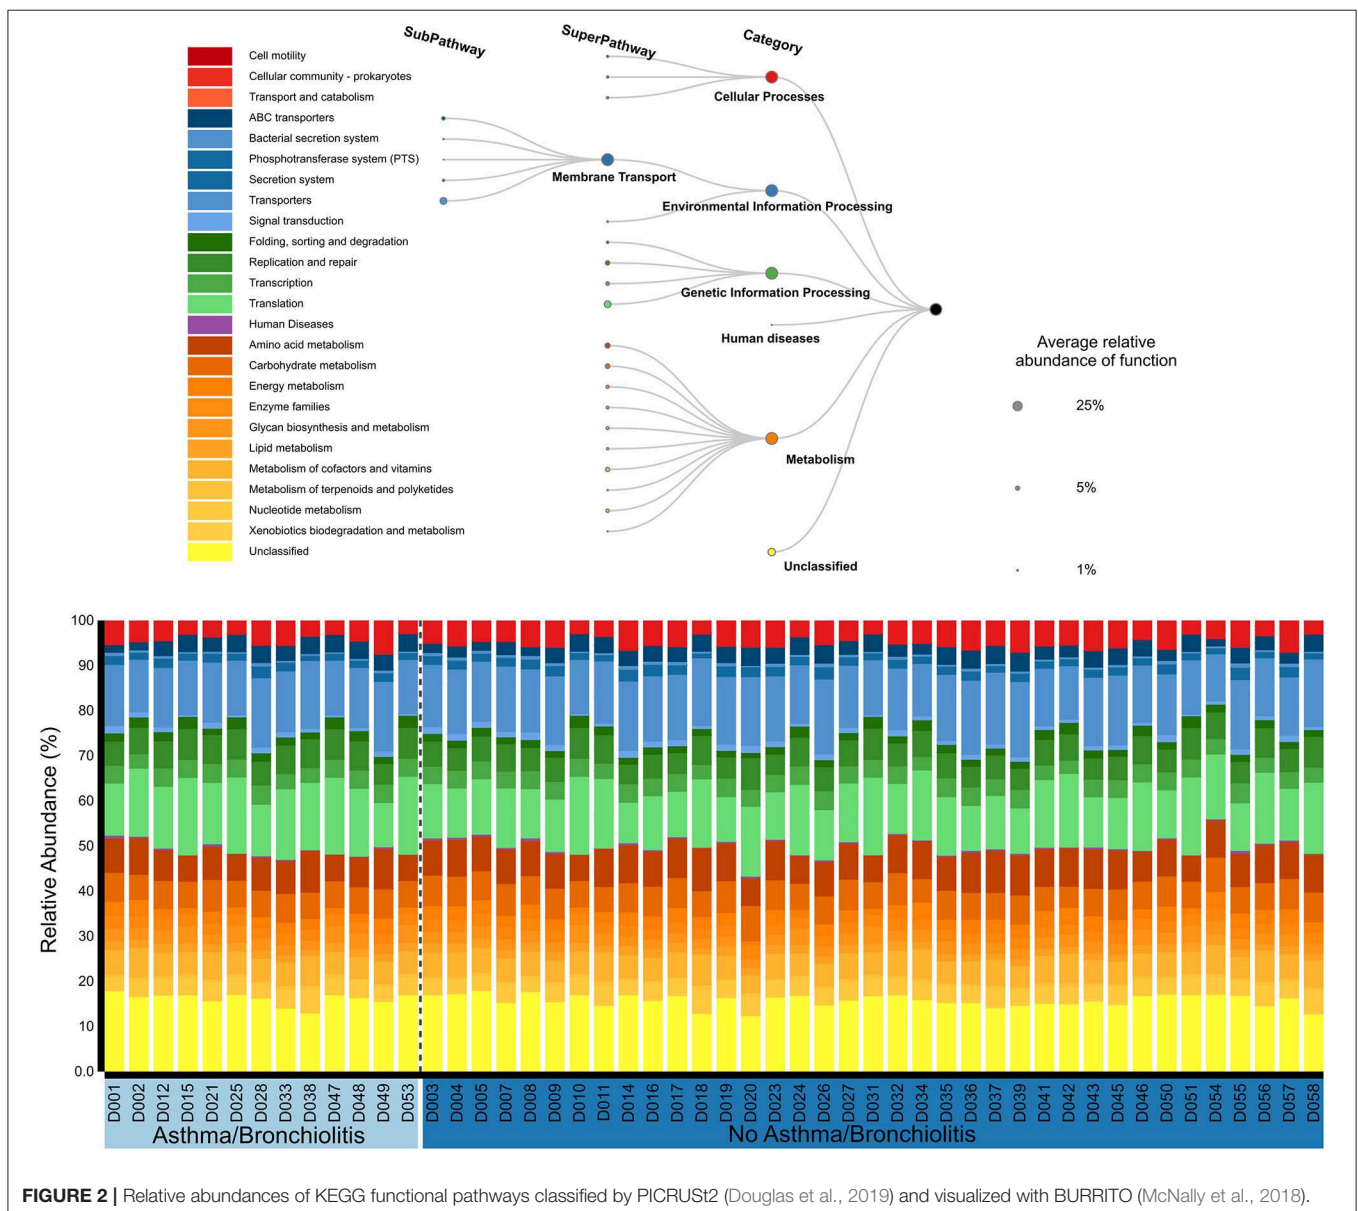 SubPathway
SuperPathway
Category
Cell motility
Cellular community - prokaryotes
Transport and catabolism
Cellular Processes
ABC transporters
Bacterial secretion system
Phosphotransferase system (PTS)
Secretion system
Membrane Transport
Transporters
Environmental Information Processing
Signal transduction
Folding, sorting and degradation
Replication and repair
Transcription
Genetic Information Processing
Translation
Human Diseases
Human diseases
Amino acid metabolism
Carbohydrate metabolism
Energy metabolism
Enzyme families
Glycan biosynthesis and metabolism
Lipid metabolism
Metabolism
Metabolism of cofactors and vitamins
Metabolism of terpenoids and polyketides
Nucleotide metabolism
Xenobiotics biodegradation and metabolism
Unclassified
Unclassified
Average relative
abundance of function
25%
5%
1%
Relative Abundance (%)
100
90
80
70
60
50
40
30
20
10
0.0
D001 D002 D012 D015 D021 D025 D028 D033 D038 D047 D048 D049 D053 D003 D004 D005 D007 D008 D009 D010 D011 D014 D016 D017 D018 D019 D020 D023 D024 D026 D027 D031 D032 D034 D035 D036 D037 D039 D041 D042 D043 D045 D046 D050 D051 D054 D055 D056 D057 D058
Asthma/Bronchiolitis
No Asthma/Bronchiolitis
FIGURE 2 | Relative abundances of KEGG functional pathways classified by PICRUSt2 (Douglas et al., 2019) and visualized with BURRITO (McNally et al., 2018).